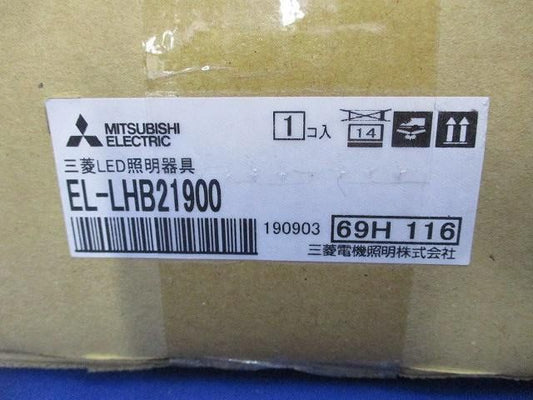 MITSUBISHI
ELECTRIC
1コ入
14
三菱LED照明器具
EL-LHB21900
190903
69H 116
三菱電機照明株式会社